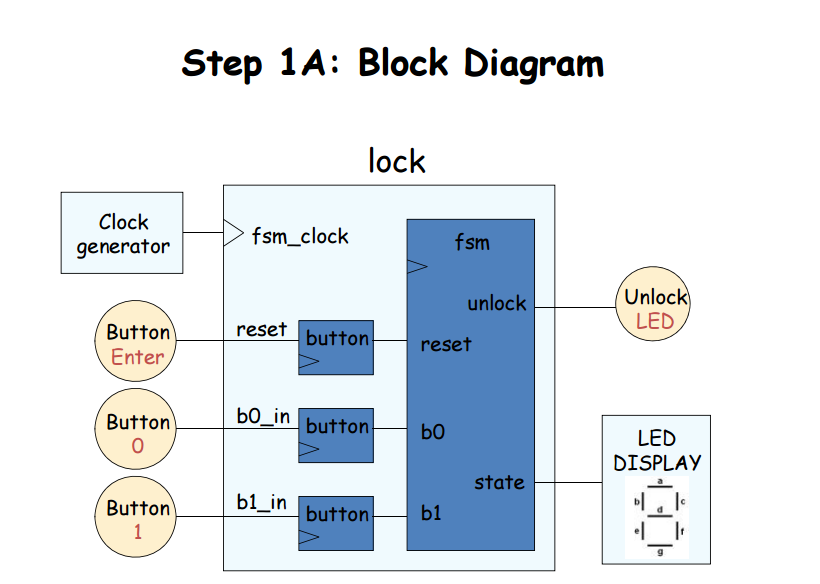 Step 1A: Block Diagram
lock
Clock
generator
fsm_clock
fsm
unlock
Unlock
LED
Button
Enter
reset
button
reset
Button
0
b0_in
button
b0
Button
1
b1_in
button
b1
state
LED
DISPLAY
a
b
c
d
e
f
g